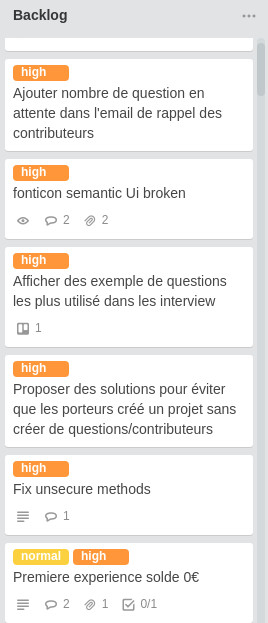 Backlog
high
Ajouter nombre de question en
attente dans l'email de rappel des
contributeurs
high
fonticon semantic Ui broken
2 2
high
Afficher des exemple de questions
les plus utilisé dans les interview
1
high
Proposer des solutions pour éviter
que les porteurs créé un projet sans
créer de questions/contributeurs
high
Fix unsecure methods
1
normal high
Premiere experience solde 0€
2 1 0/1